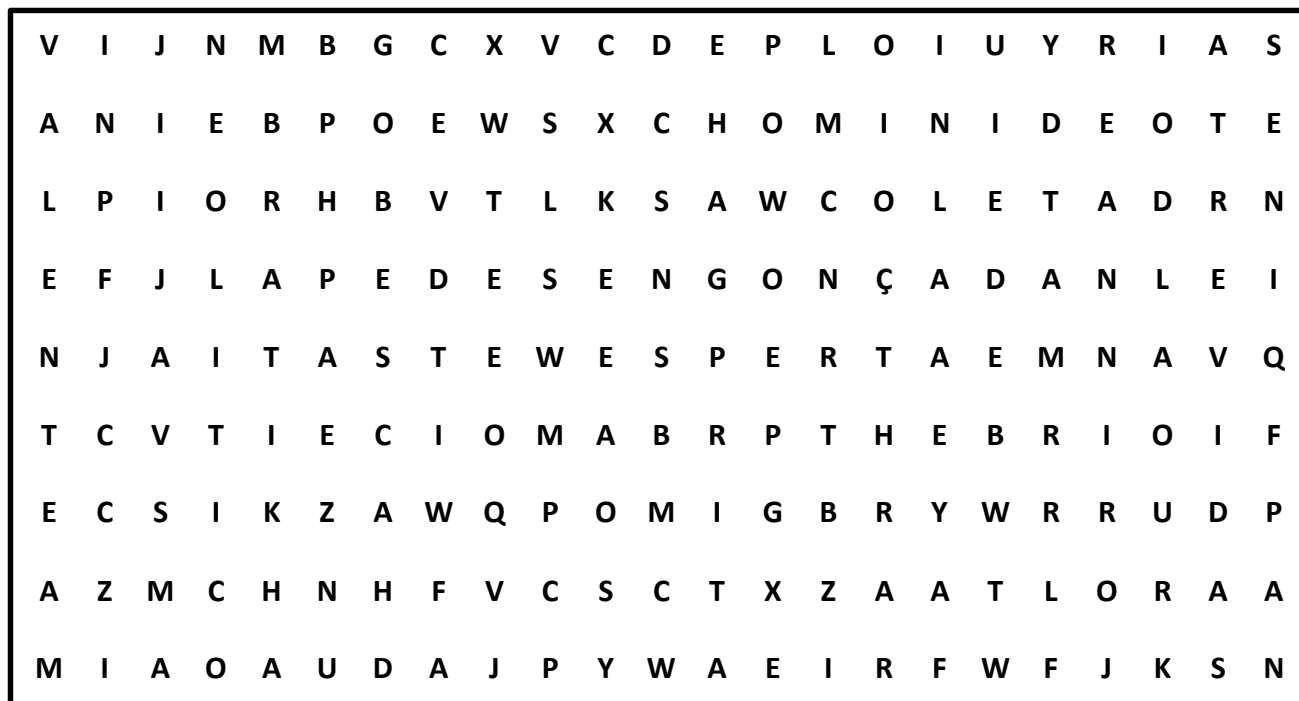 V I J N M B G C X V C D E P L O I U Y R I A S
A N I E B P O E W S X C H O M I N I D E O T E
L P I O R H B V T L K S A W C O L E T A D R N
E F J L A P E D E S E N G O N Ç A D A N L E I
N J A I T A S T E W E S P E R T A E M N A V Q
T C V T I E C I O M A B R P T H E B R I O I F
E C S I K Z A W Q P O M I G B R Y W R R U D P
A Z M C H N H F V C S C T X Z A A T L O R A A
M I A O A U D A J P Y W A E I R F W F J K S N